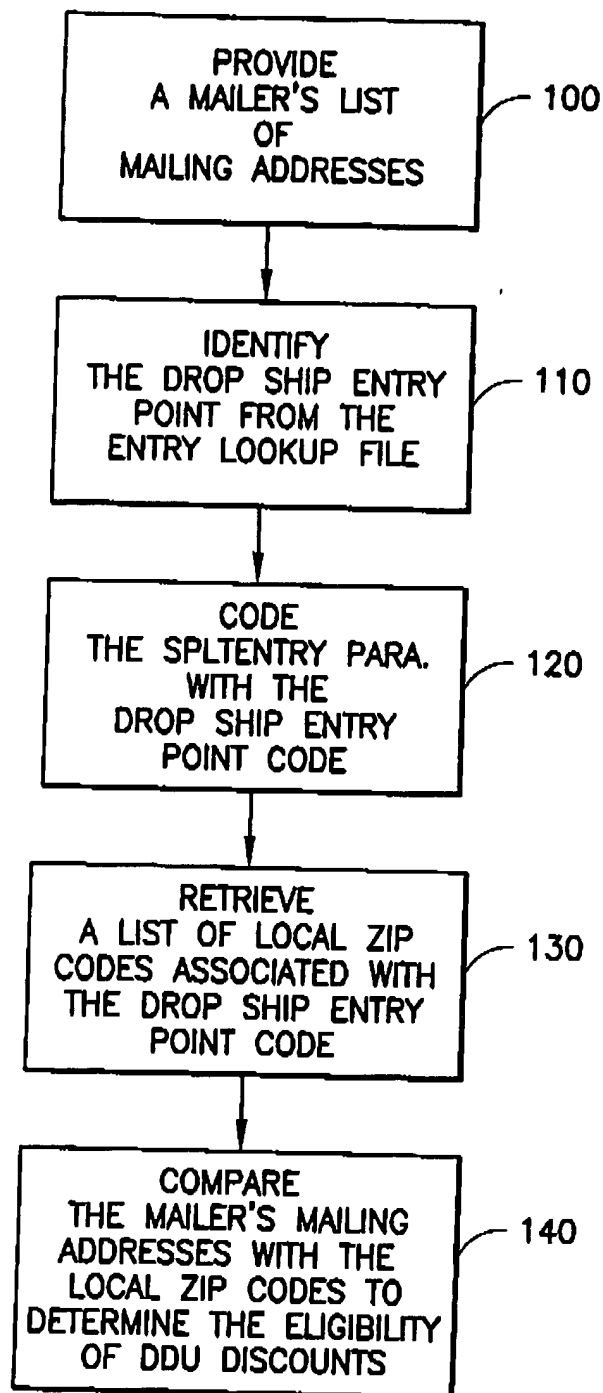 PROVIDE
A MAILER'S LIST
OF
MAILING ADDRESSES
100
IDENTIFY
THE DROP SHIP ENTRY
POINT FROM THE
ENTRY LOOKUP FILE
110
CODE
THE SPLTENTRY PARA.
WITH THE
DROP SHIP ENTRY
POINT CODE
120
RETRIEVE
A LIST OF LOCAL ZIP
CODES ASSOCIATED WITH
THE DROP SHIP ENTRY
POINT CODE
130
COMPARE
THE MAILER'S MAILING
ADDRESSES WITH THE
LOCAL ZIP CODES TO
DETERMINE THE ELIGIBILITY
OF DDU DISCOUNTS
140